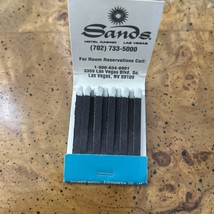 Sands
HOTEL CASINO LAS VEGAS
(702) 733-5000
For Room Reservations Call:
1-800-634-6901
3355 Las Vegas Blvd. So.
Las Vegas, NV 89109